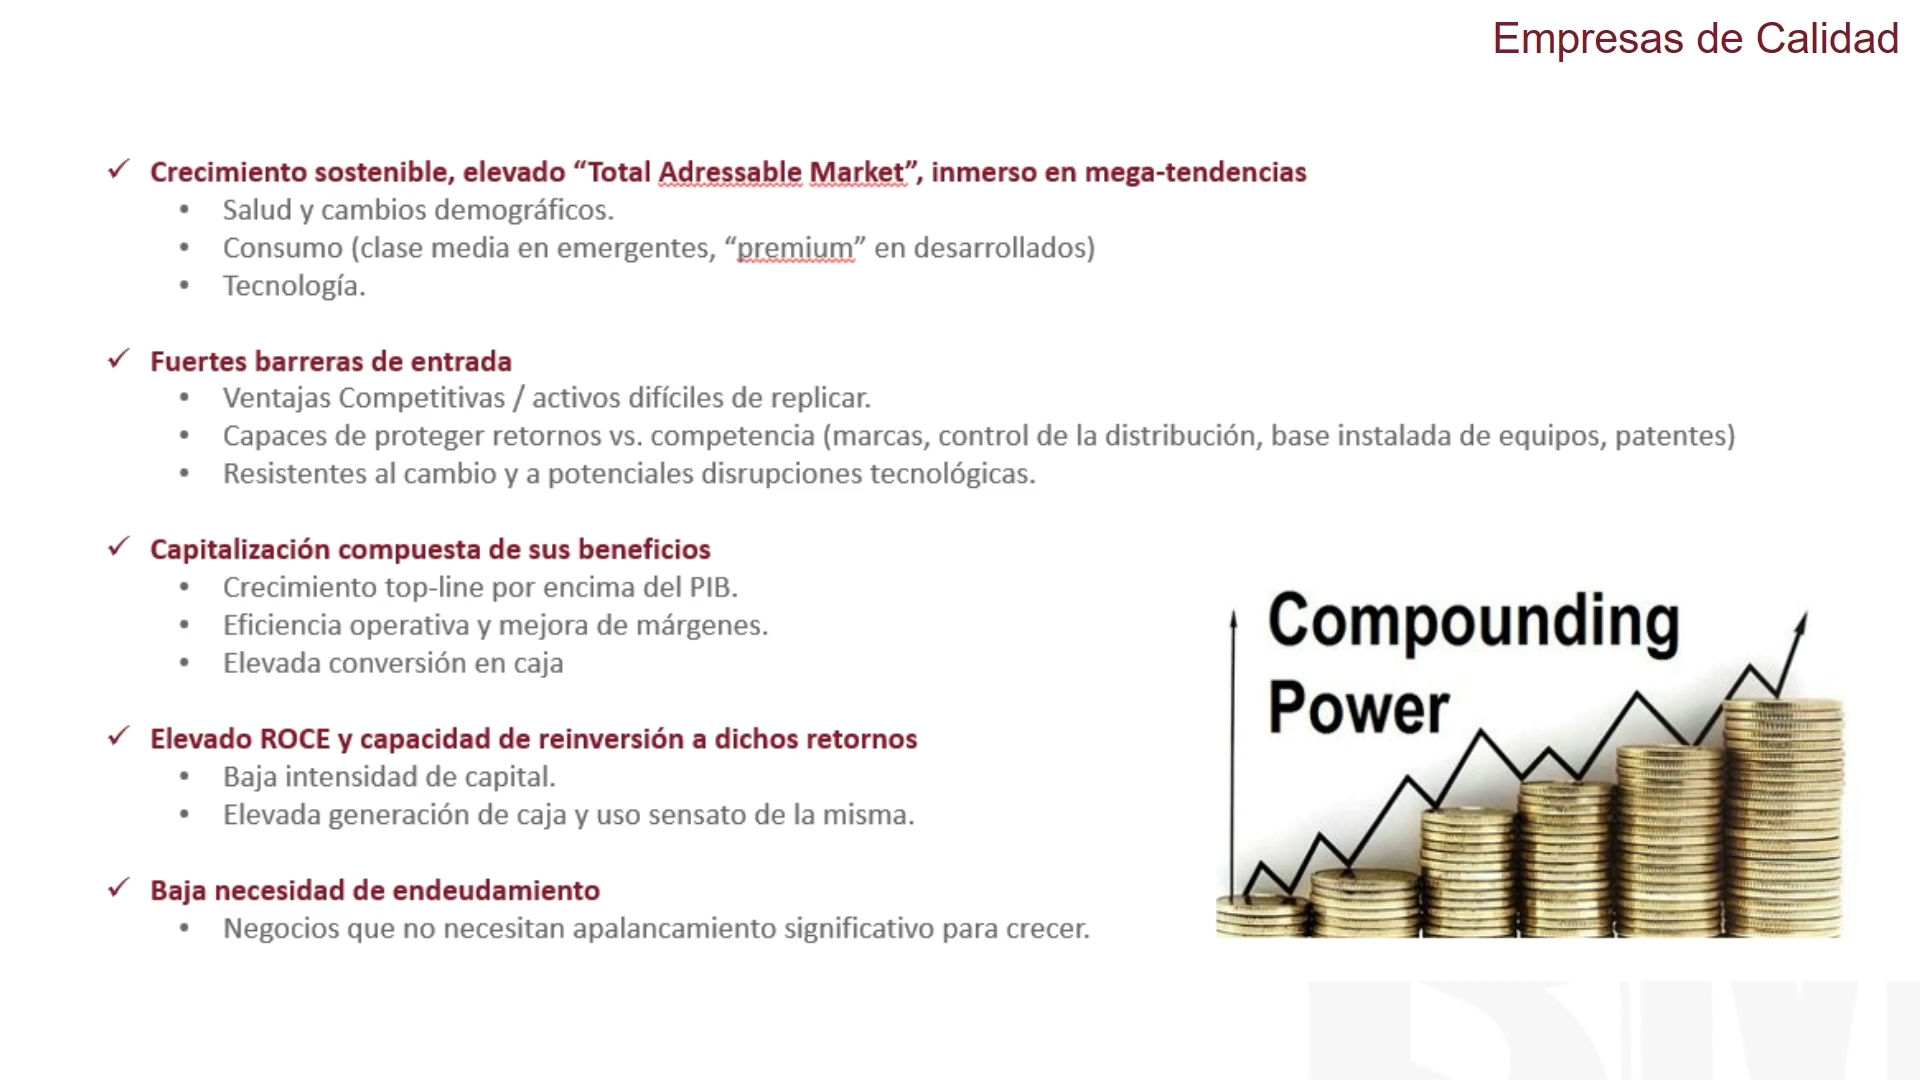 Empresas de Calidad
✓ Crecimiento sostenible, elevado “Total Adressable Market”, inmerso en mega-tendencias
• Salud y cambios demográficos.
• Consumo (clase media en emergentes, “premium” en desarrollados)
• Tecnología.
✓ Fuertes barreras de entrada
• Ventajas Competitivas / activos difíciles de replicar.
• Capaces de proteger retornos vs. competencia (marcas, control de la distribución, base instalada de equipos, patentes)
• Resistentes al cambio y a potenciales disrupciones tecnológicas.
✓ Capitalización compuesta de sus beneficios
• Crecimiento top-line por encima del PIB.
• Eficiencia operativa y mejora de márgenes.
• Elevada conversión en caja
✓ Elevado ROCE y capacidad de reinversión a dichos retornos
• Baja intensidad de capital.
• Elevada generación de caja y uso sensato de la misma.
✓ Baja necesidad de endeudamiento
• Negocios que no necesitan apalancamiento significativo para crecer.
Compounding
Power